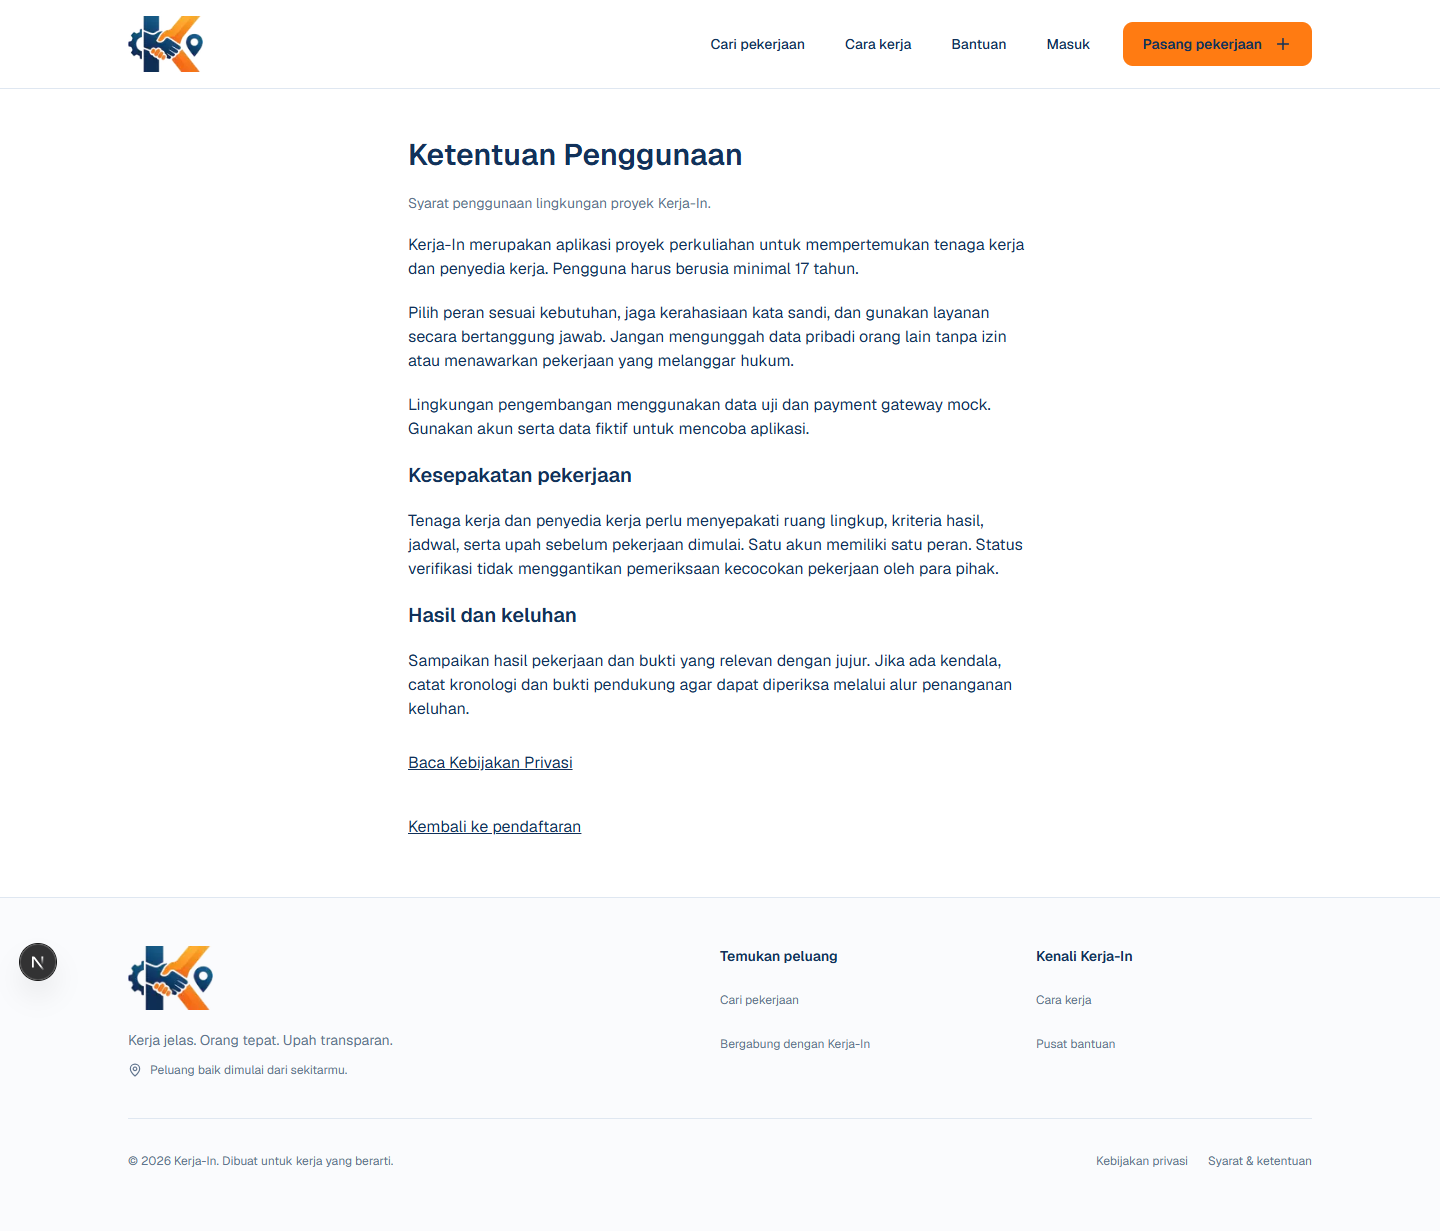 Cari pekerjaan
Cara kerja
Bantuan
Masuk
Pasang pekerjaan
Ketentuan Penggunaan
Syarat penggunaan lingkungan proyek Kerja-In.
Kerja-In merupakan aplikasi proyek perkuliahan untuk mempertemukan tenaga kerja
dan penyedia kerja. Pengguna harus berusia minimal 17 tahun.
Pilih peran sesuai kebutuhan, jaga kerahasiaan kata sandi, dan gunakan layanan
secara bertanggung jawab. Jangan mengunggah data pribadi orang lain tanpa izin
atau menawarkan pekerjaan yang melanggar hukum.
Lingkungan pengembangan menggunakan data uji dan payment gateway mock.
Gunakan akun serta data fiktif untuk mencoba aplikasi.
Kesepakatan pekerjaan
Tenaga kerja dan penyedia kerja perlu menyepakati ruang lingkup, kriteria hasil,
jadwal, serta upah sebelum pekerjaan dimulai. Satu akun memiliki satu peran. Status
verifikasi tidak menggantikan pemeriksaan kecocokan pekerjaan oleh para pihak.
Hasil dan keluhan
Sampaikan hasil pekerjaan dan bukti yang relevan dengan jujur. Jika ada kendala,
catat kronologi dan bukti pendukung agar dapat diperiksa melalui alur penanganan
keluhan.
Baca Kebijakan Privasi
Kembali ke pendaftaran
N
Kerja jelas. Orang tepat. Upah transparan.
Peluang baik dimulai dari sekitarmu.
Temukan peluang
Cari pekerjaan
Bergabung dengan Kerja-In
Kenali Kerja-In
Cara kerja
Pusat bantuan
© 2026 Kerja-In. Dibuat untuk kerja yang berarti.
Kebijakan privasi
Syarat & ketentuan